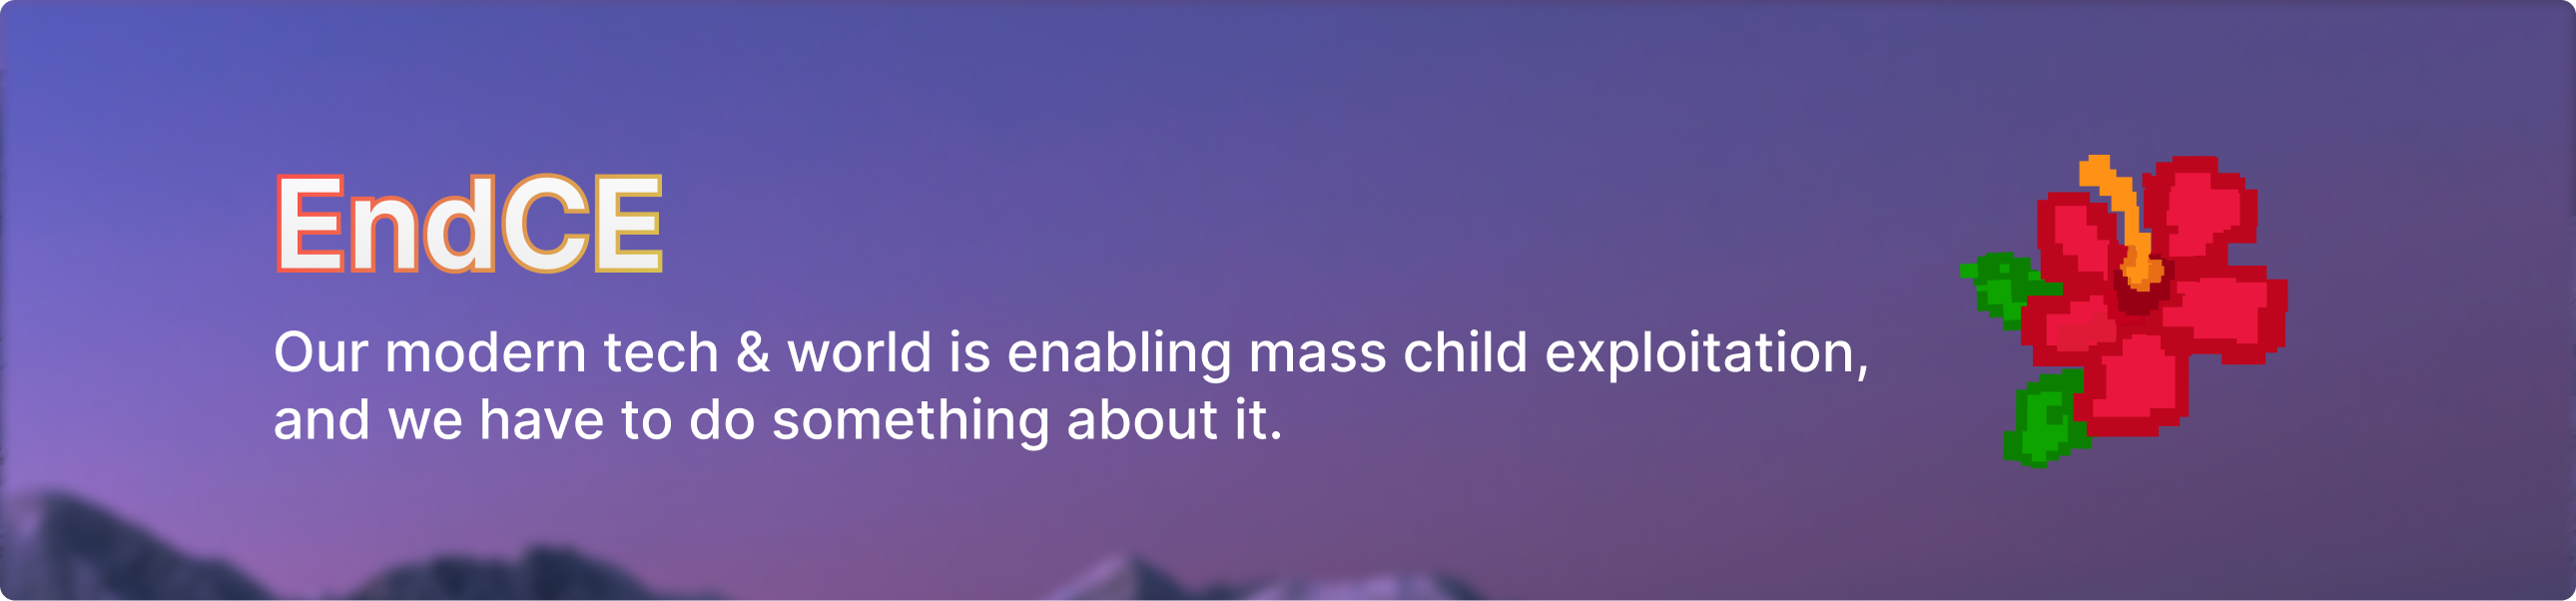 EndCE
Our modern tech & world is enabling mass child exploitation,
and we have to do something about it.